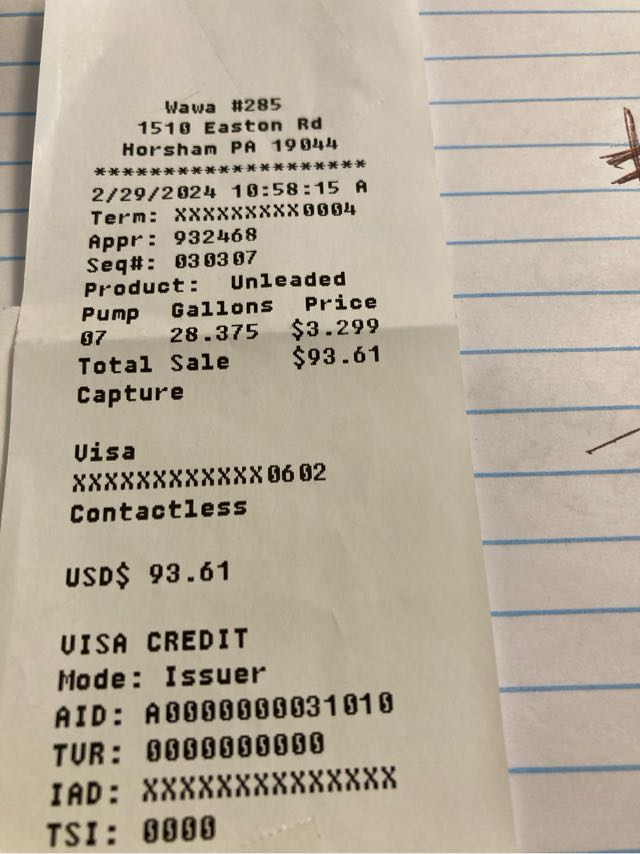 Wawa #285
1510 Easton Rd
Horsham PA 19044
********************
2/29/2024 10:58:15 A
Term: XXXXXXXXX0004
Appr: 932468
Seq#: 030307
Product: Unleaded
Pump Gallons Price
07 28.375 $3.299
Total Sale $93.61
Capture
Visa
XXXXXXXXXXXX0602
Contactless
USD$ 93.61
VISA CREDIT
Mode: Issuer
AID: A0000000031010
TVR: 0000000000
IAD: XXXXXXXXXXXXXX
TSI: 0000